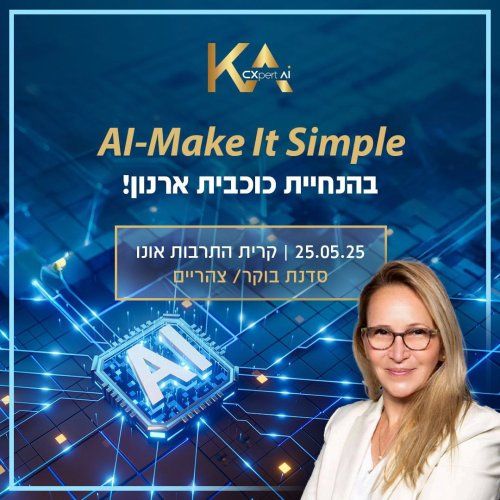 KA
CXpert Ai
AI-Make It Simple
בהנחיית כוכבית ארנון!
25.05.25 | קרית התרבות אונו
סדנת בוקר/ צהריים
AI